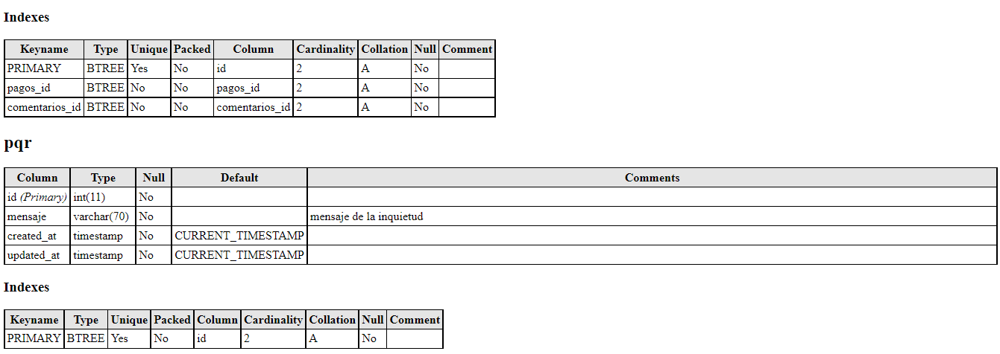 Indexes
Keyname Type Unique Packed Column Cardinality Collation Null Comment
PRIMARY BTREE Yes No id 2 A No
pagos_id BTREE No No pagos_id 2 A No
comentarios_id BTREE No No comentarios_id 2 A No
pqr
Column Type Null Default Comments
id (Primary) int(11) No
mensaje varchar(70) No mensaje de la inquietud
created_at timestamp No CURRENT_TIMESTAMP
updated_at timestamp No CURRENT_TIMESTAMP
Indexes
Keyname Type Unique Packed Column Cardinality Collation Null Comment
PRIMARY BTREE Yes No id 2 A No